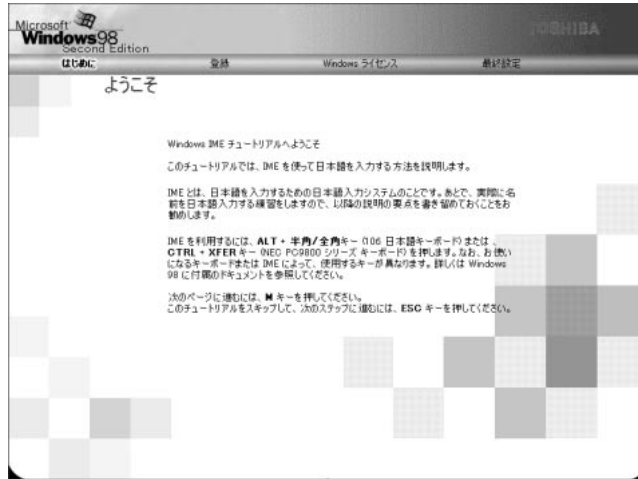 Microsoft
Windows98
Second Edition
TOSHIBA
はじめに 登録 Windows ライセンス 最終設定
ようこそ
Windows IME チュートリアルへようこそ
このチュートリアルでは、IME を使って日本語を入力する方法を説明します。
IME とは、日本語を入力するための日本語入力システムのことです。あとで、実際に名
前を日本語入力する練習をしますので、以降の説明の要点を書き留めておくことをお
勧めします。
IME を利用するには、ALT + 半角/全角キー (106 日本語キーボード) または、
CTRL + XFER キー (NEC PC9800 シリーズ キーボード) を押します。なお、お使い
になるキーボードまたは IME によって、使用するキーが異なります。詳しくは Windows
98 に付属のドキュメントを参照してください。
次のページに進むには、M キーを押してください。
このチュートリアルをスキップして、次のステップに進むには、ESC キーを押してください。